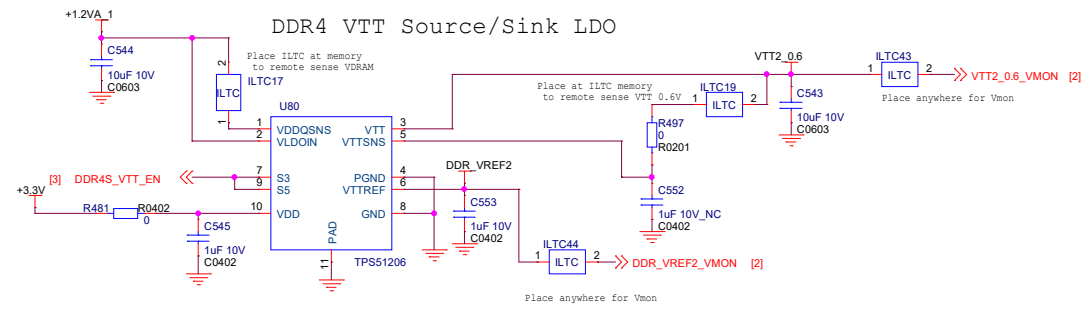 DDR4 VTT Source/Sink LDO
+1.2VA_1
C544
10uF 10V
C0603
Place ILTC at memory
to remote sense VDRAM
2
ILTC17
ILTC
1
U80
1 VDDQSNS
2 VLDOIN
7 S3
9 S5
10 VDD
VTT 3
VTTSNS 5
PGND 4
VTTREF 6
GND 8
PAD
11
TPS51206
[3] DDR4S_VTT_EN
+3.3V
R481
R0402
0
C545
1uF 10V
C0402
DDR_VREF2
C553
1uF 10V
C0402
ILTC44
1 ILTC 2
DDR_VREF2_VMON [2]
Place anywhere for Vmon
Place at ILTC memory
to remote sense VTT 0.6V
ILTC19
1 ILTC 2
R497
0
R0201
C552
1uF 10V_NC
C0402
VTT2_0.6
C543
10uF 10V
C0603
ILTC43
1 ILTC 2
VTT2_0.6_VMON [2]
Place anywhere for Vmon